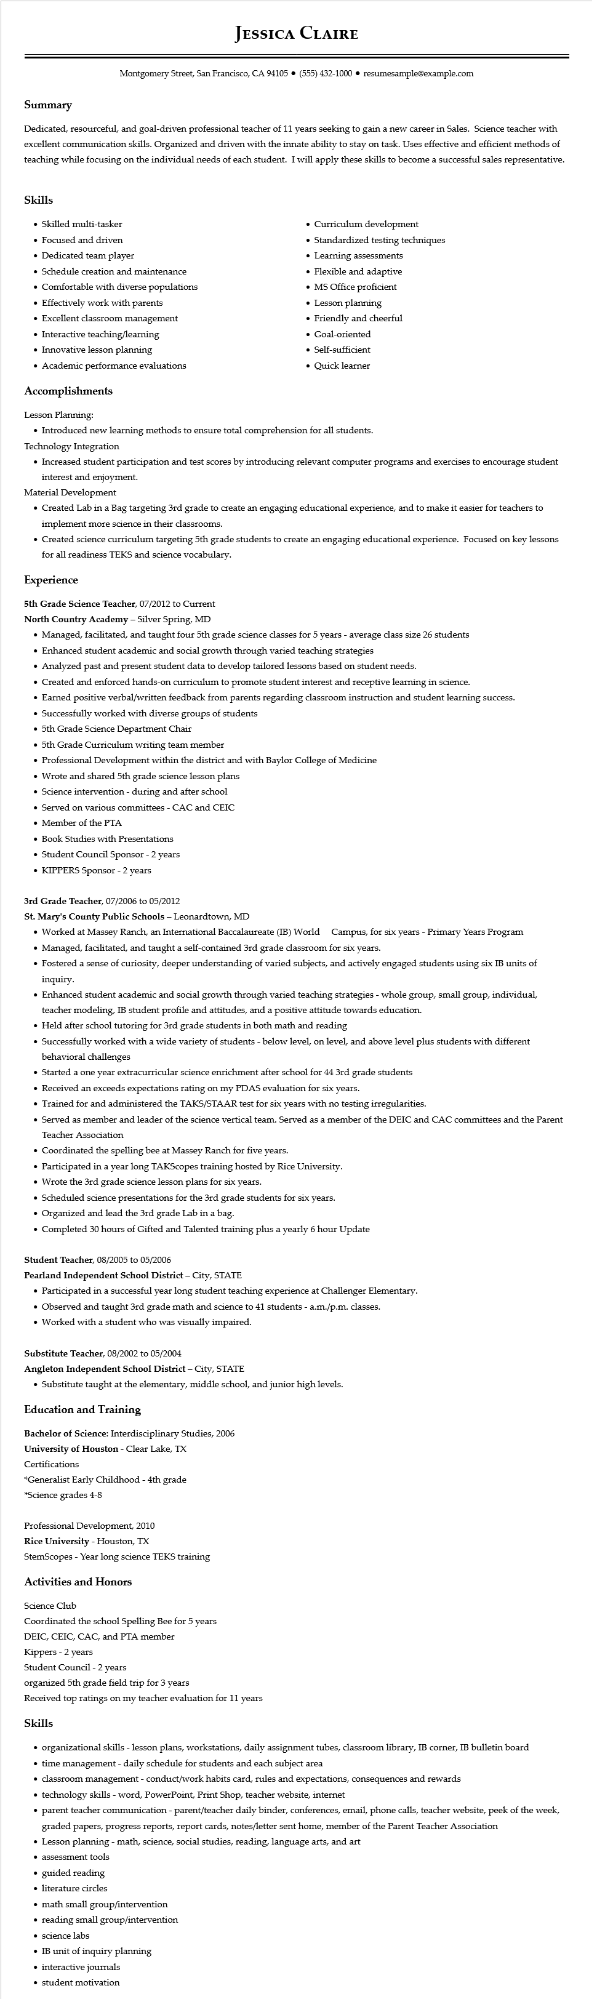 Jessica Claire
Montgomery Street, San Francisco, CA 94105 ● (555) 432-1000 ● resumesample@example.com
Summary
Dedicated, resourceful, and goal-driven professional teacher of 11 years seeking to gain a new career in Sales.  Science teacher with
excellent communication skills. Organized and driven with the innate ability to stay on task. Uses effective and efficient methods of
teaching while focusing on the individual needs of each student.  I will apply these skills to become a successful sales representative.
Skills
• Skilled multi-tasker
• Focused and driven
• Dedicated team player
• Schedule creation and maintenance
• Comfortable with diverse populations
• Effectively work with parents
• Excellent classroom management
• Interactive teaching/learning
• Innovative lesson planning
• Academic performance evaluations
• Curriculum development
• Standardized testing techniques
• Learning assessments
• Flexible and adaptive
• MS Office proficient
• Lesson planning
• Friendly and cheerful
• Goal-oriented
• Self-sufficient
• Quick learner
Accomplishments
Lesson Planning:
• Introduced new learning methods to ensure total comprehension for all students.
Technology Integration
• Increased student participation and test scores by introducing relevant computer programs and exercises to encourage student
interest and enjoyment.
Material Development
• Created Lab in a Bag targeting 3rd grade to create an engaging educational experience, and to make it easier for teachers to
implement more science in their classrooms.
• Created science curriculum targeting 5th grade students to create an engaging educational experience.  Focused on key lessons
for all readiness TEKS and science vocabulary.
Experience
5th Grade Science Teacher, 07/2012 to Current
North Country Academy – Silver Spring, MD
• Managed, facilitated, and taught four 5th grade science classes for 5 years - average class size 26 students
• Enhanced student academic and social growth through varied teaching strategies
• Analyzed past and present student data to develop tailored lessons based on student needs.
• Created and enforced hands-on curriculum to promote student interest and receptive learning in science.
• Earned positive verbal/written feedback from parents regarding classroom instruction and student learning success.
• Successfully worked with diverse groups of students
• 5th Grade Science Department Chair
• 5th Grade Curriculum writing team member
• Professional Development within the district and with Baylor College of Medicine
• Wrote and shared 5th grade science lesson plans
• Science intervention - during and after school
• Served on various committees - CAC and CEIC
• Member of the PTA
• Book Studies with Presentations
• Student Council Sponsor - 2 years
• KIPPERS Sponsor - 2 years
3rd Grade Teacher, 07/2006 to 05/2012
St. Mary's County Public Schools – Leonardtown, MD
• Worked at Massey Ranch, an International Baccalaureate (IB) World    Campus, for six years - Primary Years Program
• Managed, facilitated, and taught a self-contained 3rd grade classroom for six years.
• Fostered a sense of curiosity, deeper understanding of varied subjects, and actively engaged students using six IB units of
inquiry.
• Enhanced student academic and social growth through varied teaching strategies - whole group, small group, individual,
teacher modeling, IB student profile and attitudes, and a positive attitude towards education.
• Held after school tutoring for 3rd grade students in both math and reading
• Successfully worked with a wide variety of students - below level, on level, and above level plus students with different
behavioral challenges
• Started a one year extracurricular science enrichment after school for 44 3rd grade students
• Received an exceeds expectations rating on my PDAS evaluation for six years.
• Trained for and administered the TAKS/STAAR test for six years with no testing irregularities.
• Served as member and leader of the science vertical team. Served as a member of the DEIC and CAC committees and the Parent
Teacher Association
• Coordinated the spelling bee at Massey Ranch for five years.
• Participated in a year long TAKScopes training hosted by Rice University.
• Wrote the 3rd grade science lesson plans for six years.
• Scheduled science presentations for the 3rd grade students for six years.
• Organized and lead the 3rd grade Lab in a bag.
• Completed 30 hours of Gifted and Talented training plus a yearly 6 hour Update
Student Teacher, 08/2005 to 05/2006
Pearland Independent School District – City, STATE
• Participated in a successful year long student teaching experience at Challenger Elementary.
• Observed and taught 3rd grade math and science to 41 students - a.m./p.m. classes.
• Worked with a student who was visually impaired.
Substitute Teacher, 08/2002 to 05/2004
Angleton Independent School District – City, STATE
• Substitute taught at the elementary, middle school, and junior high levels.
Education and Training
Bachelor of Science: Interdisciplinary Studies, 2006
University of Houston - Clear Lake, TX
Certifications
*Generalist Early Childhood - 4th grade
*Science grades 4-8
Professional Development, 2010
Rice University - Houston, TX
StemScopes - Year long science TEKS training
Activities and Honors
Science Club
Coordinated the school Spelling Bee for 5 years
DEIC, CEIC, CAC, and PTA member
Kippers - 2 years
Student Council - 2 years
organized 5th grade field trip for 3 years
Received top ratings on my teacher evaluation for 11 years
Skills
• organizational skills - lesson plans, workstations, daily assignment tubes, classroom library, IB corner, IB bulletin board
• time management - daily schedule for students and each subject area
• classroom management - conduct/work habits card, rules and expectations, consequences and rewards
• technology skills - word, PowerPoint, Print Shop, teacher website, internet
• parent teacher communication - parent/teacher daily binder, conferences, email, phone calls, teacher website, peek of the week,
graded papers, progress reports, report cards, notes/letter sent home, member of the Parent Teacher Association
• Lesson planning - math, science, social studies, reading, language arts, and art
• assessment tools
• guided reading
• literature circles
• math small group/intervention
• reading small group/intervention
• science labs
• IB unit of inquiry planning
• interactive journals
• student motivation